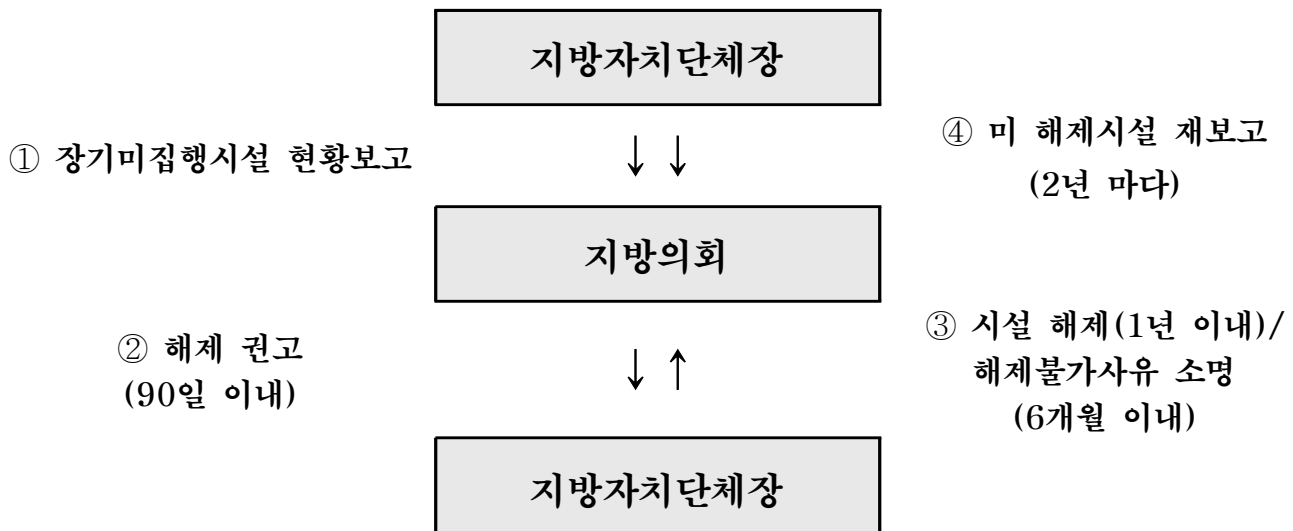 지방자치단체장
① 장기미집행시설 현황보고
↓ ↓
④ 미 해제시설 재보고
(2년 마다)
지방의회
② 해제 권고
(90일 이내)
↓ ↑
③ 시설 해제(1년 이내)/
해제불가사유 소명
(6개월 이내)
지방자치단체장